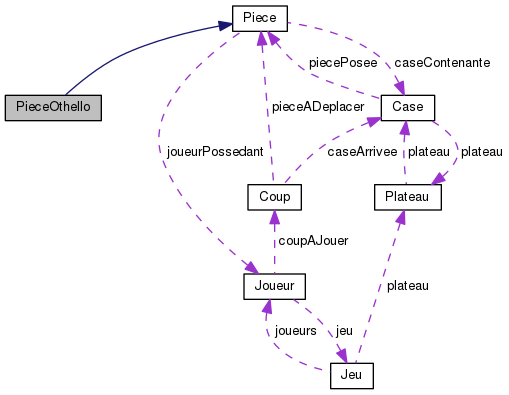 Piece
piecePosee
caseContenante
PieceOthello
pieceADeplacer
Case
joueurPossedant
caseArrivee
plateau
plateau
Coup
Plateau
coupAJouer
Joueur
plateau
joueurs
jeu
Jeu